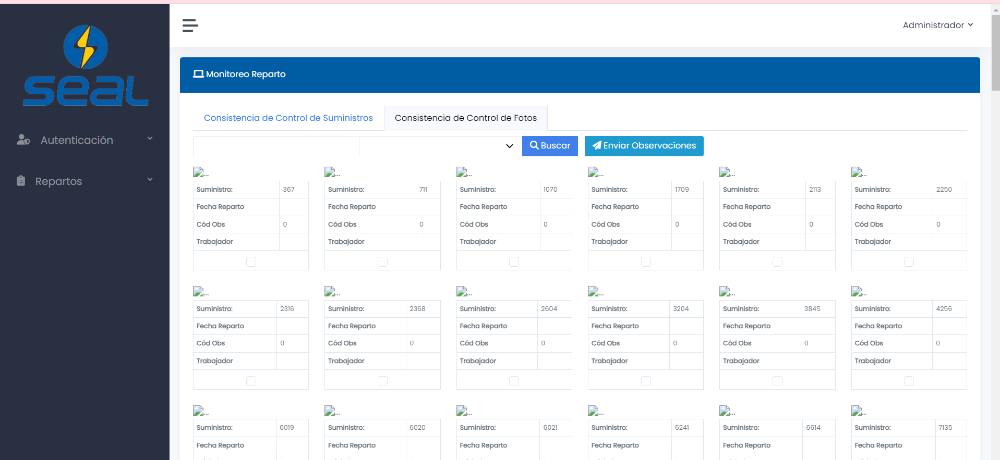 seal
Autenticación
Repartos
Administrador
Monitoreo Reparto
Consistencia de Control de Suministros Consistencia de Control de Fotos
Buscar Enviar Observaciones
... ... ... ... ... ...
Suministro: 367 Suministro: 711 Suministro: 1070 Suministro: 1709 Suministro: 2113 Suministro: 2250
Fecha Reparto Fecha Reparto Fecha Reparto Fecha Reparto Fecha Reparto Fecha Reparto
Cód Obs 0 Cód Obs 0 Cód Obs 0 Cód Obs 0 Cód Obs 0 Cód Obs 0
Trabajador Trabajador Trabajador Trabajador Trabajador Trabajador
... ... ... ... ... ...
Suministro: 2316 Suministro: 2368 Suministro: 2604 Suministro: 3204 Suministro: 3845 Suministro: 4256
Fecha Reparto Fecha Reparto Fecha Reparto Fecha Reparto Fecha Reparto Fecha Reparto
Cód Obs 0 Cód Obs 0 Cód Obs 0 Cód Obs 0 Cód Obs 0 Cód Obs 0
Trabajador Trabajador Trabajador Trabajador Trabajador Trabajador
... ... ... ... ... ...
Suministro: 6019 Suministro: 6020 Suministro: 6021 Suministro: 6241 Suministro: 6614 Suministro: 7135
Fecha Reparto Fecha Reparto Fecha Reparto Fecha Reparto Fecha Reparto Fecha Reparto